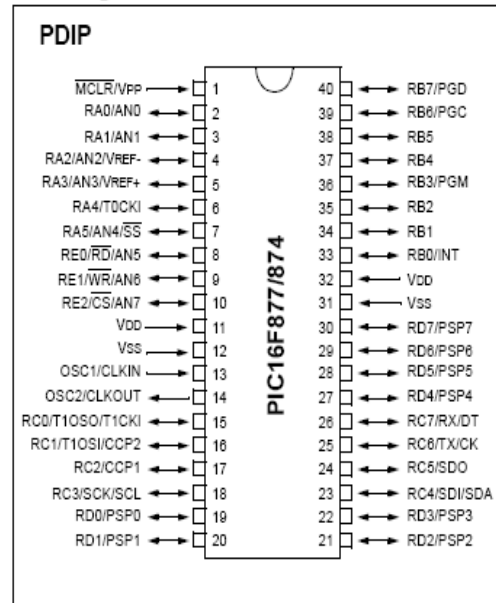 PDIP
MCLR/VPP 1 40 RB7/PGD
RA0/AN0 2 39 RB6/PGC
RA1/AN1 3 38 RB5
RA2/AN2/VREF- 4 37 RB4
RA3/AN3/VREF+ 5 36 RB3/PGM
RA4/T0CKI 6 35 RB2
RA5/AN4/SS 7 34 RB1
RE0/RD/AN5 8 33 RB0/INT
RE1/WR/AN6 9 32 VDD
RE2/CS/AN7 10 31 VSS
VDD 11 30 RD7/PSP7
VSS 12 29 RD6/PSP6
OSC1/CLKIN 13 28 RD5/PSP5
OSC2/CLKOUT 14 27 RD4/PSP4
RC0/T1OSO/T1CKI 15 26 RC7/RX/DT
RC1/T1OSI/CCP2 16 25 RC6/TX/CK
RC2/CCP1 17 24 RC5/SDO
RC3/SCK/SCL 18 23 RC4/SDI/SDA
RD0/PSP0 19 22 RD3/PSP3
RD1/PSP1 20 21 RD2/PSP2
PIC16F877/874